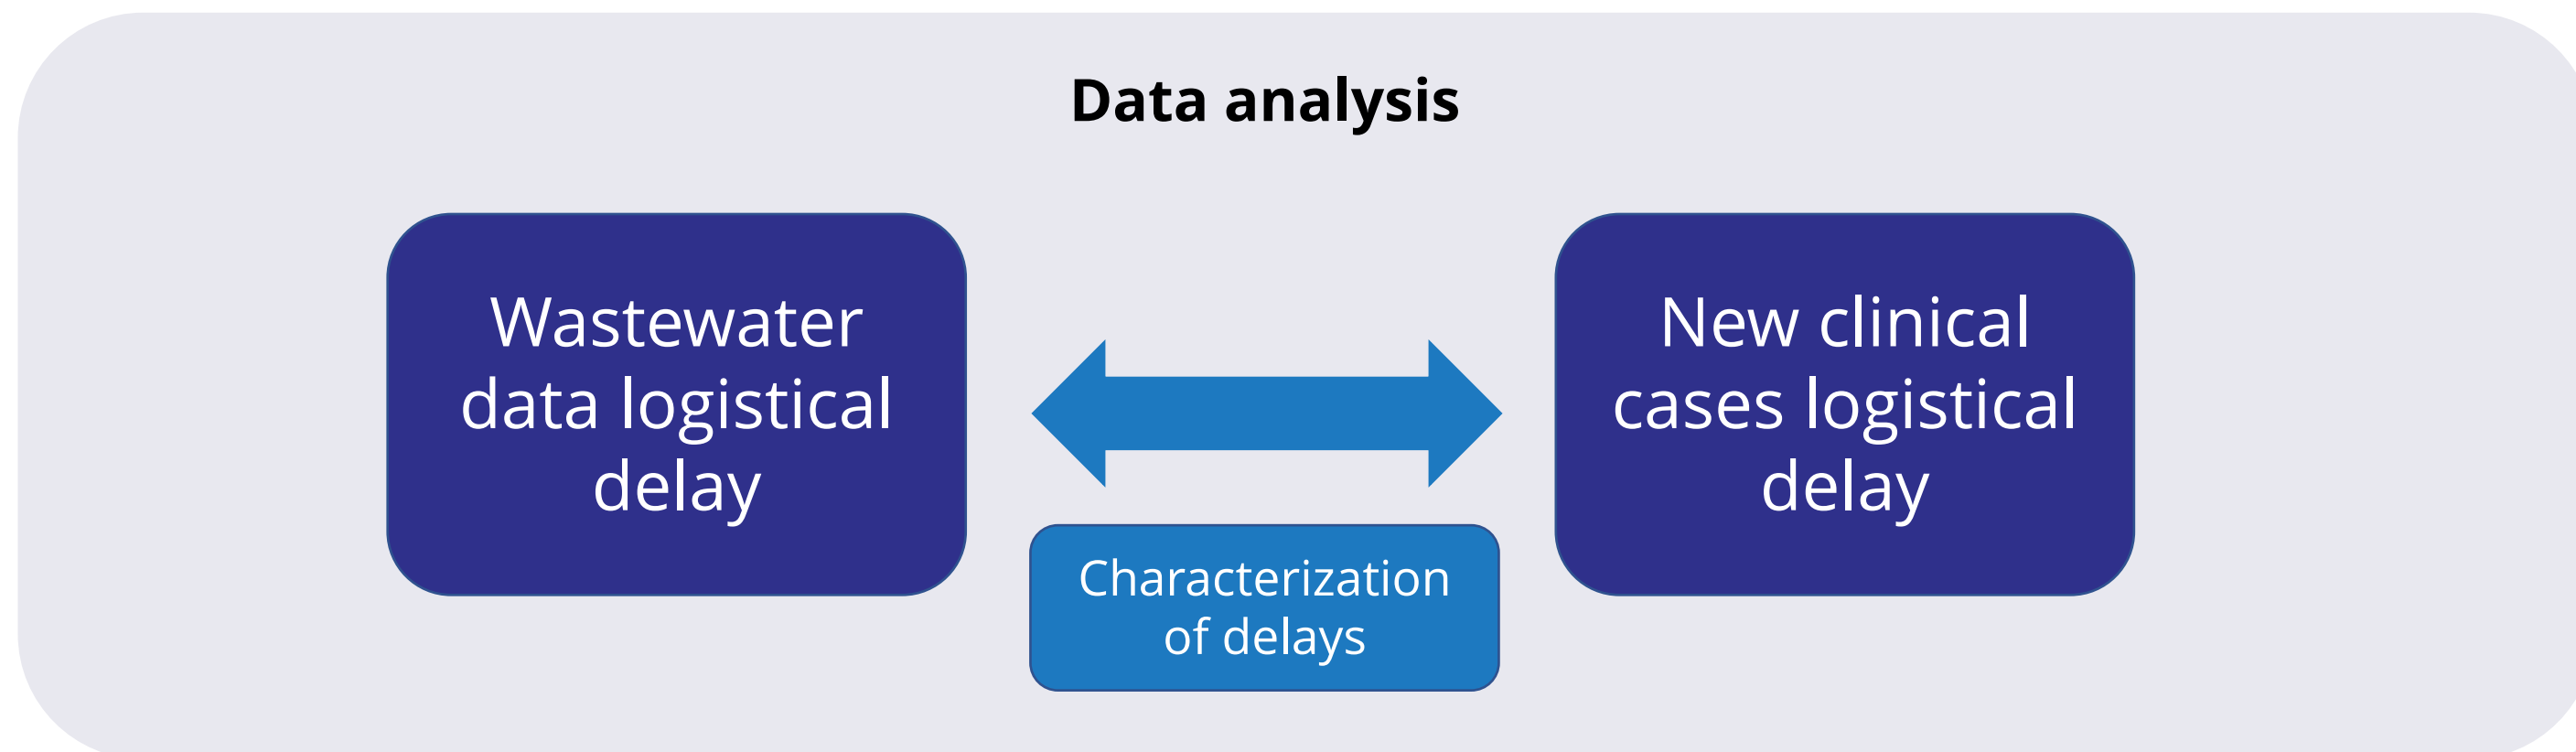 Data analysis
Wastewater
data logistical
delay
New clinical
cases logistical
delay
Characterization
of delays